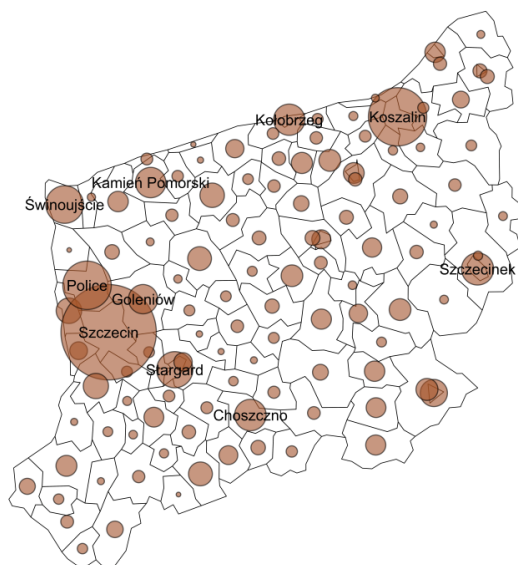 Kołobrzeg
Koszalin
Kamień Pomorski
Świnoujście
Szczecinek
Police
Goleniów
Szczecin
Stargard
Choszczno